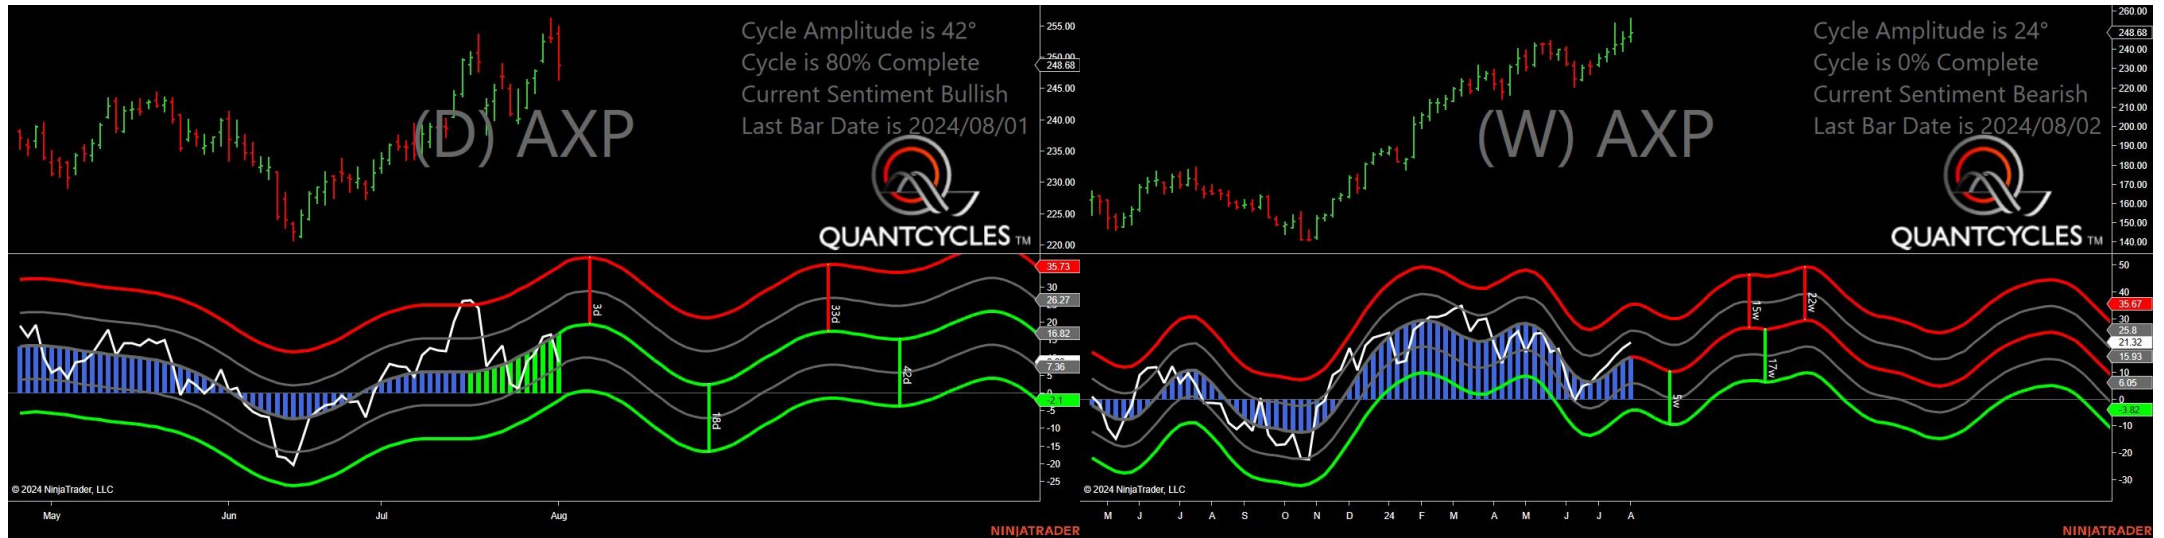 Cycle Amplitude is 42°
Cycle is 80% Complete
Current Sentiment Bullish
Last Bar Date is 2024/08/01
(D) AXP
QUANTCYCLES TM
255.00
250.00
248.68
245.00
240.00
235.00
230.00
225.00
220.00
35.73
30
26.27
20
16.82
7.36
5
-2.1
-5
-10
-15
-20
-25
3d
18d
33d
42d
© 2024 NinjaTrader, LLC
May Jun Jul Aug
NINJATRADER
Cycle Amplitude is 24°
Cycle is 0% Complete
Current Sentiment Bearish
Last Bar Date is 2024/08/02
(W) AXP
QUANTCYCLES TM
260.00
248.68
240.00
230.00
220.00
210.00
200.00
190.00
180.00
170.00
160.00
150.00
140.00
50
40
35.67
30
25.8
21.32
15.93
10
6.05
0
-3.82
-10
-20
-30
5w
15w
17w
22w
© 2024 NinjaTrader, LLC
M J J A S O N D 24 F M A M J J A
NINJATRADER